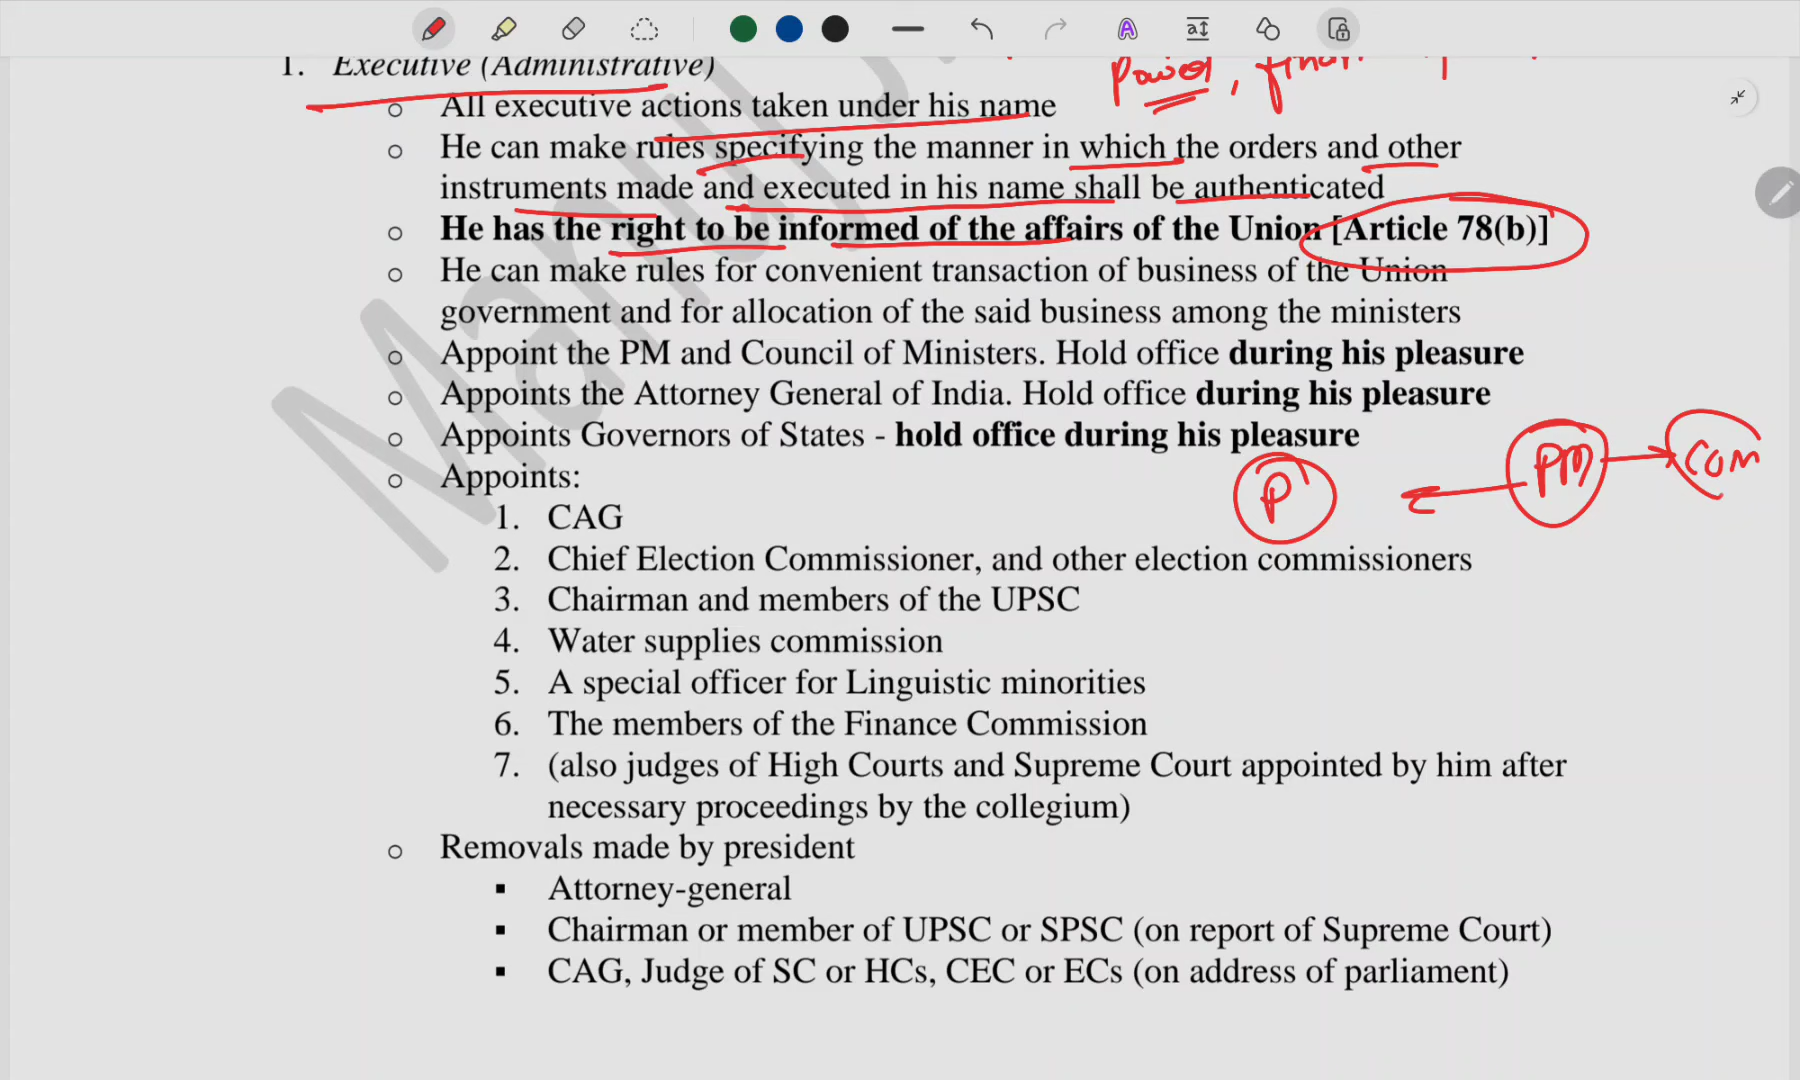 1. Executive (Administrative)
Power,
o All executive actions taken under his name
o He can make rules specifying the manner in which the orders and other
instruments made and executed in his name shall be authenticated
o He has the right to be informed of the affairs of the Union [Article 78(b)]
o He can make rules for convenient transaction of business of the Union
government and for allocation of the said business among the ministers
o Appoint the PM and Council of Ministers. Hold office during his pleasure
o Appoints the Attorney General of India. Hold office during his pleasure
o Appoints Governors of States - hold office during his pleasure
P PM COM
o Appoints:
1. CAG
2. Chief Election Commissioner, and other election commissioners
3. Chairman and members of the UPSC
4. Water supplies commission
5. A special officer for Linguistic minorities
6. The members of the Finance Commission
7. (also judges of High Courts and Supreme Court appointed by him after
necessary proceedings by the collegium)
o Removals made by president
▪ Attorney-general
▪ Chairman or member of UPSC or SPSC (on report of Supreme Court)
▪ CAG, Judge of SC or HCs, CEC or ECs (on address of parliament)